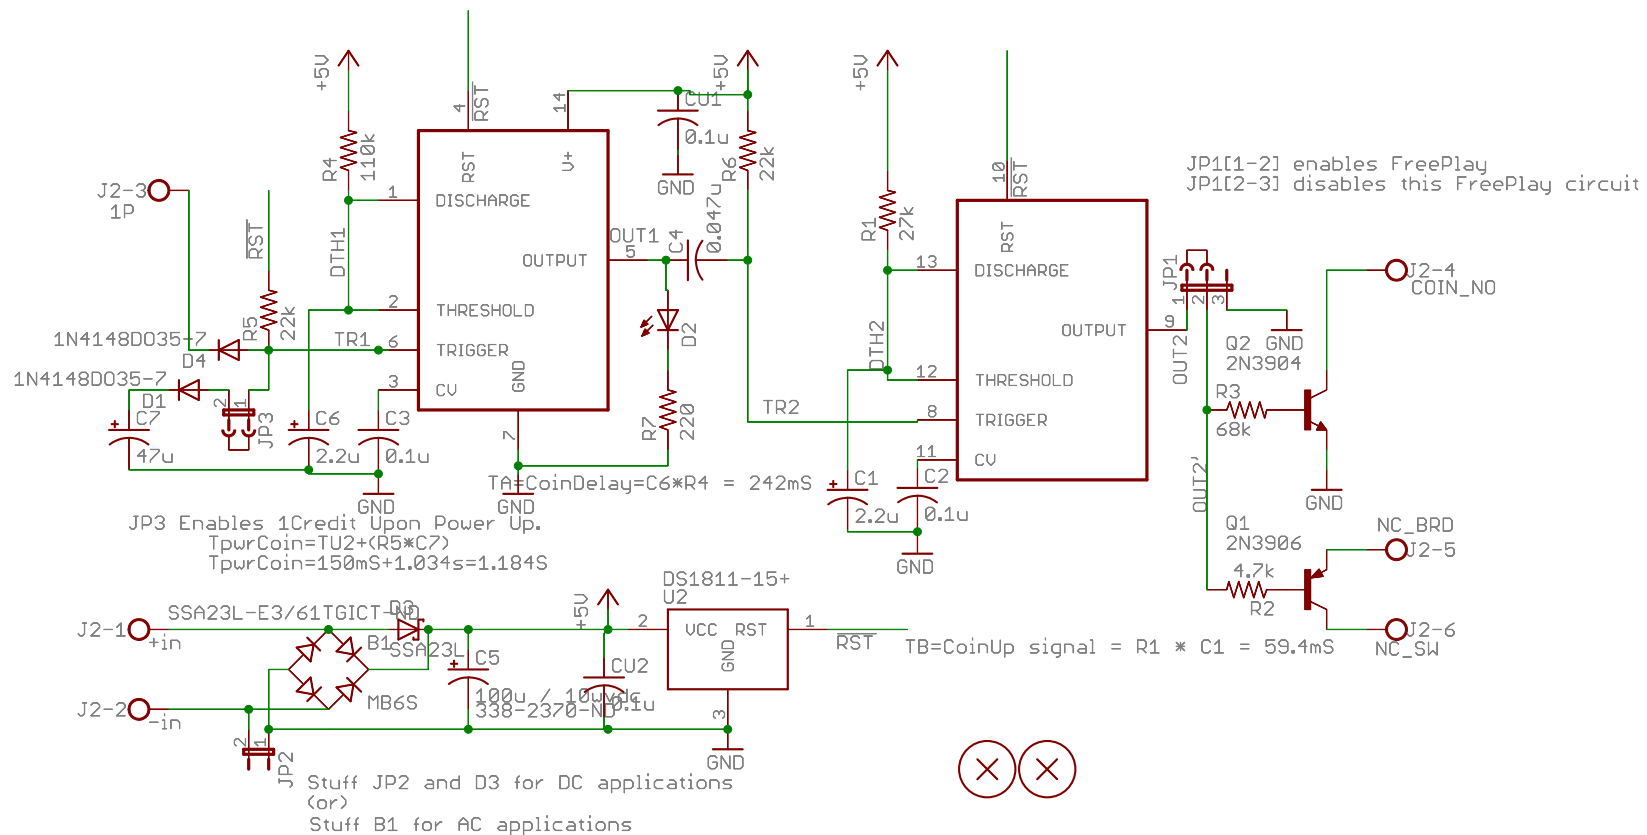 +5V
R4
110k
4
RST
RST
14
V+
CU1
0.1u
GND
+5V
R6
22k
+5V
R1
27k
10
RST
RST
JP1[1-2] enables FreePlay
JP1[2-3] disables this FreePlay circuit
J2-3
1P
RST
R5
22k
DTH1
1
DISCHARGE
OUTPUT
OUT1
5
C4
0.047u
2
THRESHOLD
TR1
6
TRIGGER
3
CV
GND
7
1N4148DO35-7
D4
1N4148DO35-7
D1
C7
47u
2
1
JP3
C6
2.2u
C3
0.1u
GND
D2
R7
220
GND
TR2
13
DISCHARGE
DTH2
OUTPUT
9
12
THRESHOLD
8
TRIGGER
11
CV
C1
2.2u
C2
0.1u
GND
JP1
1
2
3
GND
OUT2
OUT2'
J2-4
COIN_NO
Q2
2N3904
R3
68k
GND
Q1
2N3906
4.7k
R2
NC_BRD
J2-5
J2-6
NC_SW
TA=CoinDelay=C6*R4 = 242mS
JP3 Enables 1Credit Upon Power Up.
TpwrCoin=TU2+(R5*C7)
TpwrCoin=150mS+1.034s=1.184S
SSA23L-E3/61TGICT-ND
D3
SSA23L
J2-1
+in
B1
MB6S
J2-2
-in
2
1
JP2
C5
100u / 10wvdc
338-2370-ND
+5V
CU2
0.1u
DS1811-15+
U2
2
VCC
RST
1
GND
3
GND
RST
TB=CoinUp signal = R1 * C1 = 59.4mS
Stuff JP2 and D3 for DC applications
(or)
Stuff B1 for AC applications